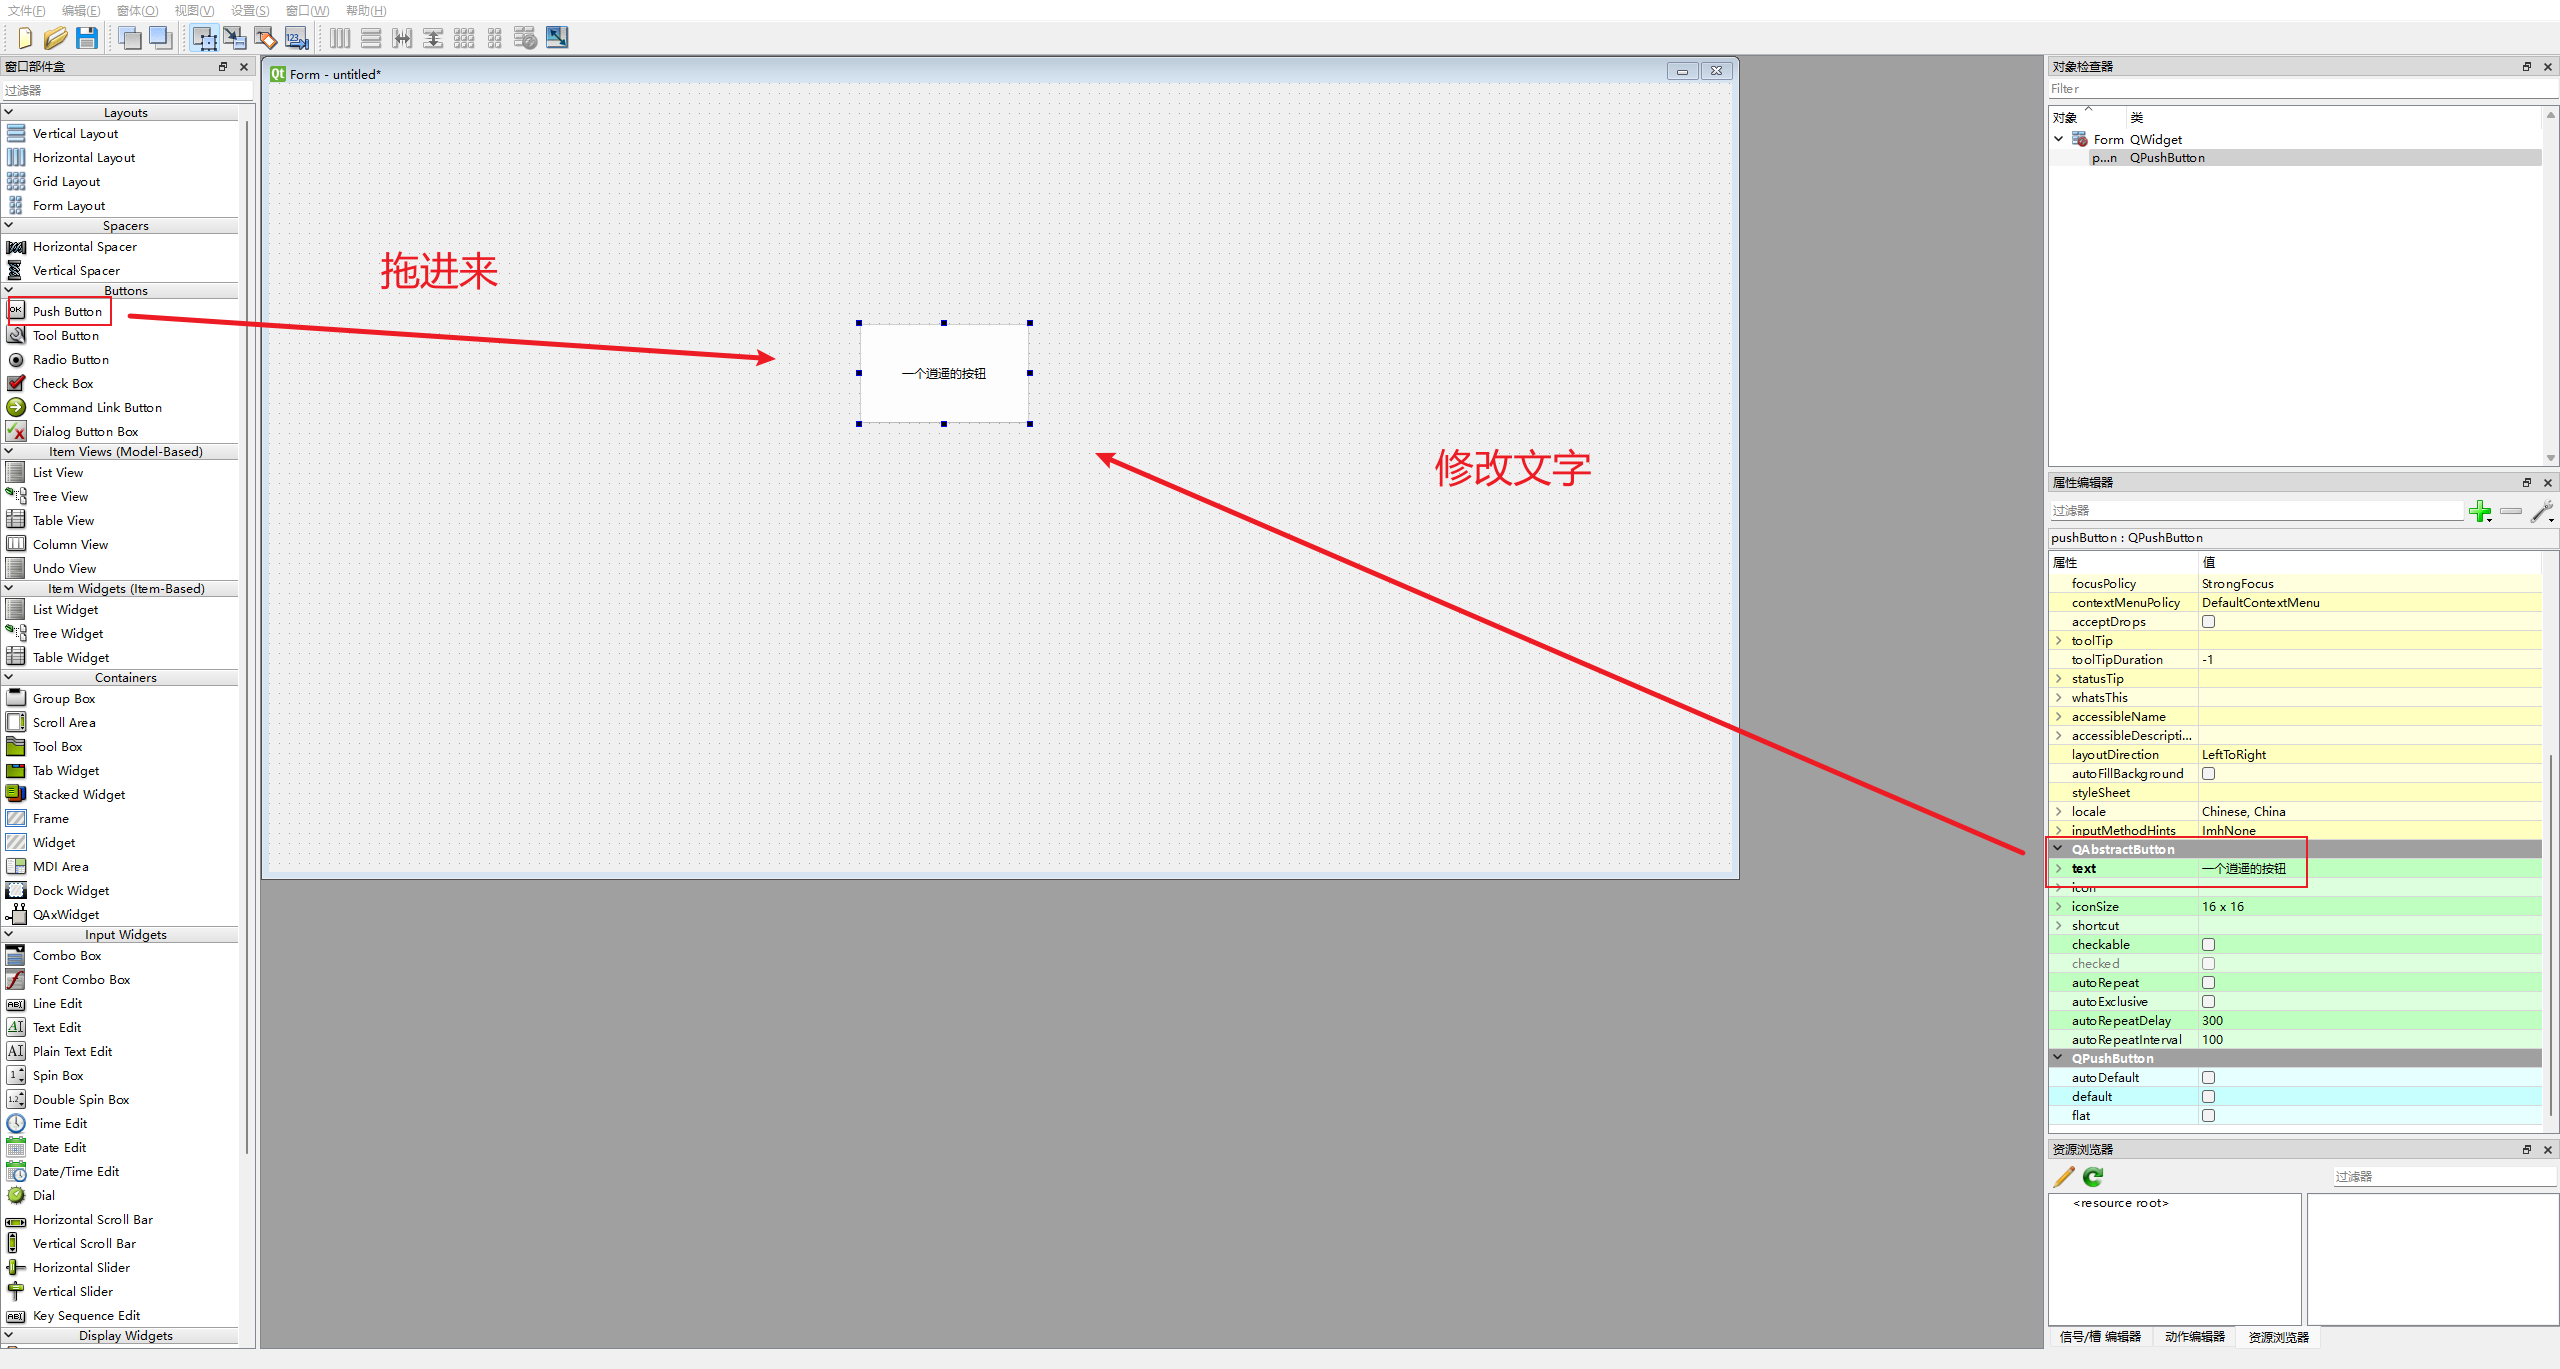 文件(F) 编辑(E) 窗体(O) 视图(V) 设置(S) 窗口(W) 帮助(H)
窗口部件盒
过滤器
Layouts
Vertical Layout
Horizontal Layout
Grid Layout
Form Layout
Spacers
Horizontal Spacer
Vertical Spacer
Buttons
Push Button
Tool Button
Radio Button
Check Box
Command Link Button
Dialog Button Box
Item Views (Model-Based)
List View
Tree View
Table View
Column View
Undo View
Item Widgets (Item-Based)
List Widget
Tree Widget
Table Widget
Containers
Group Box
Scroll Area
Tool Box
Tab Widget
Stacked Widget
Frame
Widget
MDI Area
Dock Widget
QAxWidget
Input Widgets
Combo Box
Font Combo Box
Line Edit
Text Edit
Plain Text Edit
Spin Box
Double Spin Box
Time Edit
Date Edit
Date/Time Edit
Dial
Horizontal Scroll Bar
Vertical Scroll Bar
Horizontal Slider
Vertical Slider
Key Sequence Edit
Display Widgets
Form - untitled*
拖进来
一个逍遥的按钮
修改文字
对象检查器
Filter
对象 类
Form QWidget
p...n QPushButton
属性编辑器
过滤器
pushButton : QPushButton
属性 值
focusPolicy StrongFocus
contextMenuPolicy DefaultContextMenu
acceptDrops
toolTip
toolTipDuration -1
statusTip
whatsThis
accessibleName
accessibleDescripti...
layoutDirection LeftToRight
autoFillBackground
styleSheet
locale Chinese, China
inputMethodHints ImhNone
QAbstractButton
text 一个逍遥的按钮
icon
iconSize 16 x 16
shortcut
checkable
checked
autoRepeat
autoExclusive
autoRepeatDelay 300
autoRepeatInterval 100
QPushButton
autoDefault
default
flat
资源浏览器
过滤器
<resource root>
信号/槽 编辑器 动作编辑器 资源浏览器